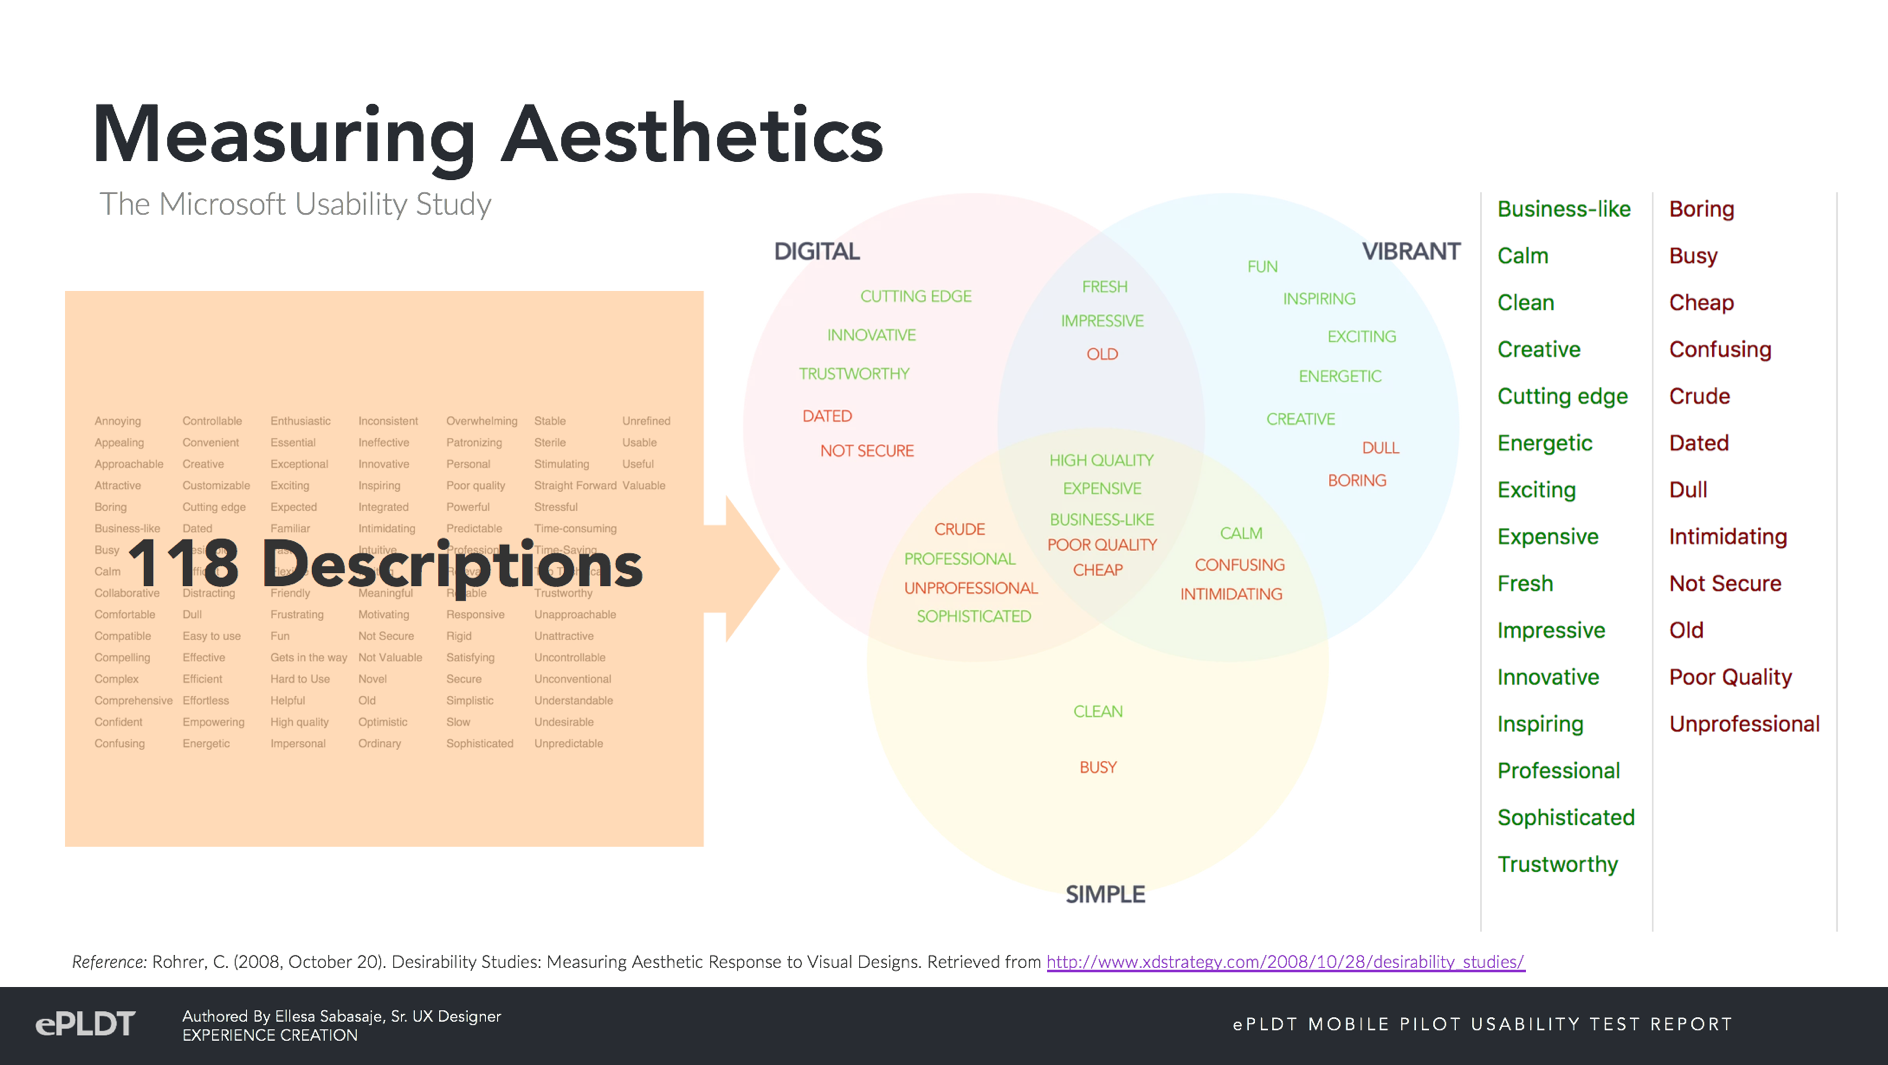 Measuring Aesthetics
The Microsoft Usability Study
118 Descriptions
Annoying Controllable Enthusiastic Inconsistent Overwhelming Stable Unrefined
Appealing Convenient Essential Ineffective Patronizing Sterile Usable
Approachable Creative Exceptional Innovative Personal Stimulating Useful
Attractive Customizable Exciting Inspiring Poor quality Straight Forward Valuable
Boring Cutting edge Expected Integrated Powerful Stressful
Business-like Dated Familiar Intimidating Predictable Time-consuming
Busy Intuitive Time-Saving
Calm
Collaborative Distracting Friendly Meaningful Trustworthy
Comfortable Dull Frustrating Motivating Responsive Unapproachable
Compatible Easy to use Fun Not Secure Rigid Unattractive
Compelling Effective Gets in the way Not Valuable Satisfying Uncontrollable
Complex Efficient Hard to Use Novel Secure Unconventional
Comprehensive Effortless Helpful Old Simplistic Understandable
Confident Empowering High quality Optimistic Slow Undesirable
Confusing Energetic Impersonal Ordinary Sophisticated Unpredictable
DIGITAL
CUTTING EDGE
INNOVATIVE
TRUSTWORTHY
DATED
NOT SECURE
FRESH
IMPRESSIVE
OLD
VIBRANT
FUN
INSPIRING
EXCITING
ENERGETIC
CREATIVE
DULL
BORING
HIGH QUALITY
EXPENSIVE
BUSINESS-LIKE
POOR QUALITY
CHEAP
CRUDE
PROFESSIONAL
UNPROFESSIONAL
SOPHISTICATED
CALM
CONFUSING
INTIMIDATING
CLEAN
BUSY
SIMPLE
Business-like Boring
Calm Busy
Clean Cheap
Creative Confusing
Cutting edge Crude
Energetic Dated
Exciting Dull
Expensive Intimidating
Fresh Not Secure
Impressive Old
Innovative Poor Quality
Inspiring Unprofessional
Professional
Sophisticated
Trustworthy
Reference: Rohrer, C. (2008, October 20). Desirability Studies: Measuring Aesthetic Response to Visual Designs. Retrieved from http://www.xdstrategy.com/2008/10/28/desirability_studies/
ePLDT
Authored By Ellesa Sabasaje, Sr. UX Designer
EXPERIENCE CREATION
ePLDT MOBILE PILOT USABILITY TEST REPORT